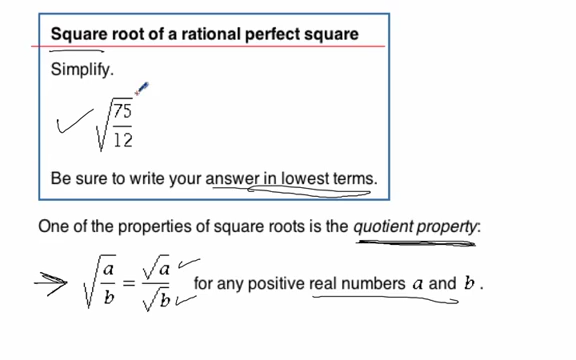 Square root of a rational perfect square
Simplify.
√(75/12)
Be sure to write your answer in lowest terms.
One of the properties of square roots is the quotient property:
√(a/b) = √a/√b for any positive real numbers a and b .